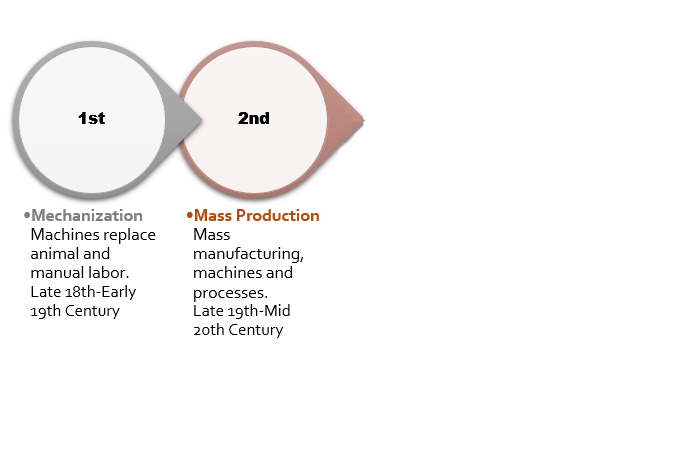 1st
2nd
•Mechanization
Machines replace
animal and
manual labor.
Late 18th-Early
19th Century
•Mass Production
Mass
manufacturing,
machines and
processes.
Late 19th-Mid
20th Century